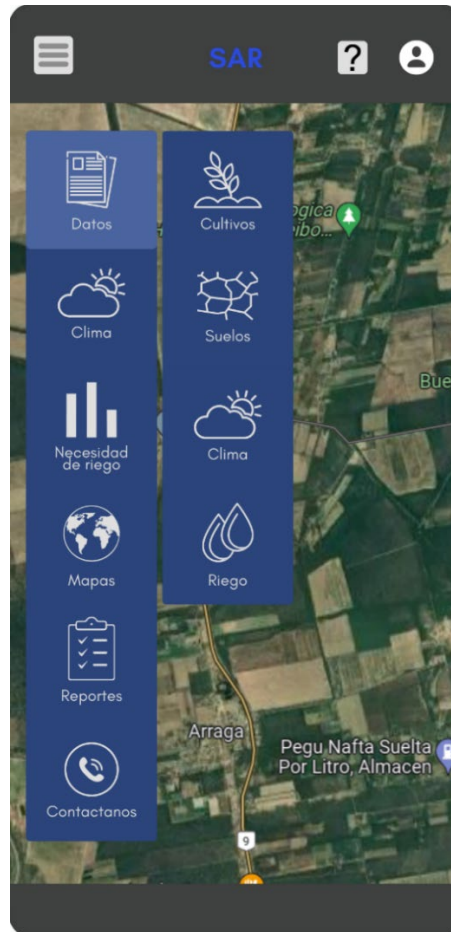 SAR
?
Datos
Clima
Necesidad
de riego
Mapas
Reportes
Contactanos
Cultivos
Suelos
Clima
Riego
Bue
Arraga
Pegu Nafta Suelta
Por Litro, Almacen
9